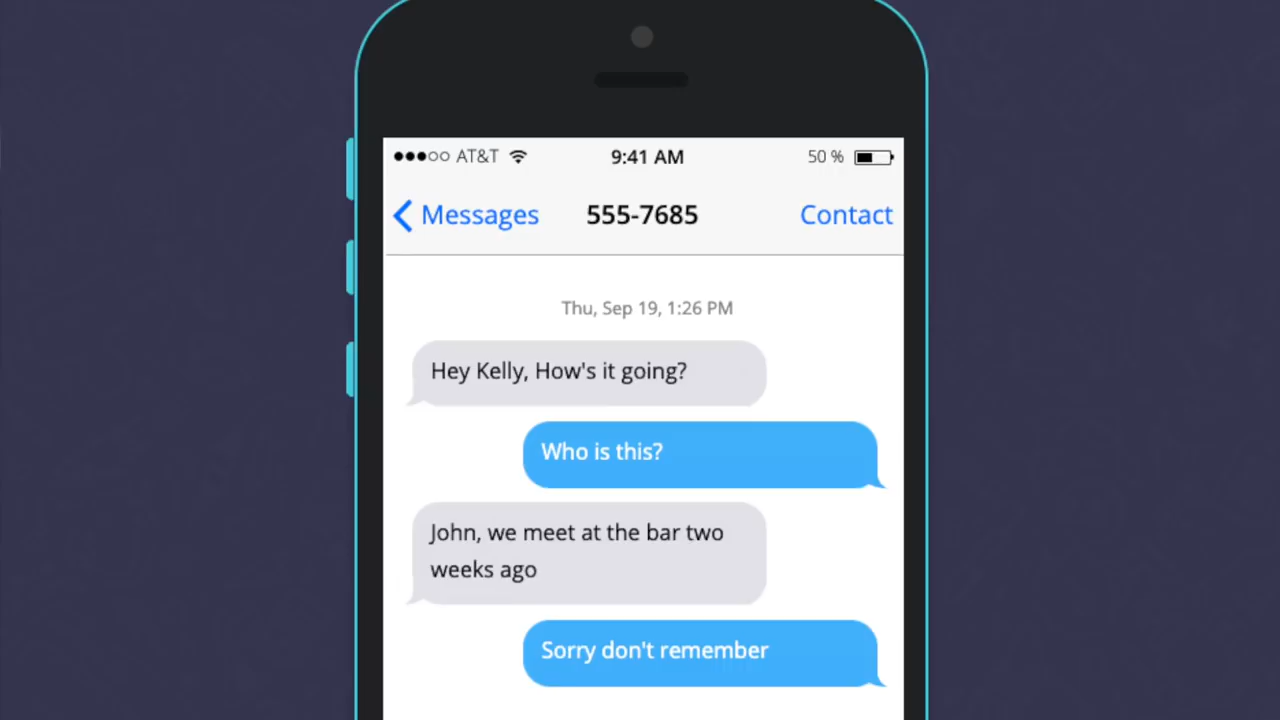 AT&T 9:41 AM 50 %
Messages 555-7685 Contact
Thu, Sep 19, 1:26 PM
Hey Kelly, How's it going?
Who is this?
John, we meet at the bar two
weeks ago
Sorry don't remember